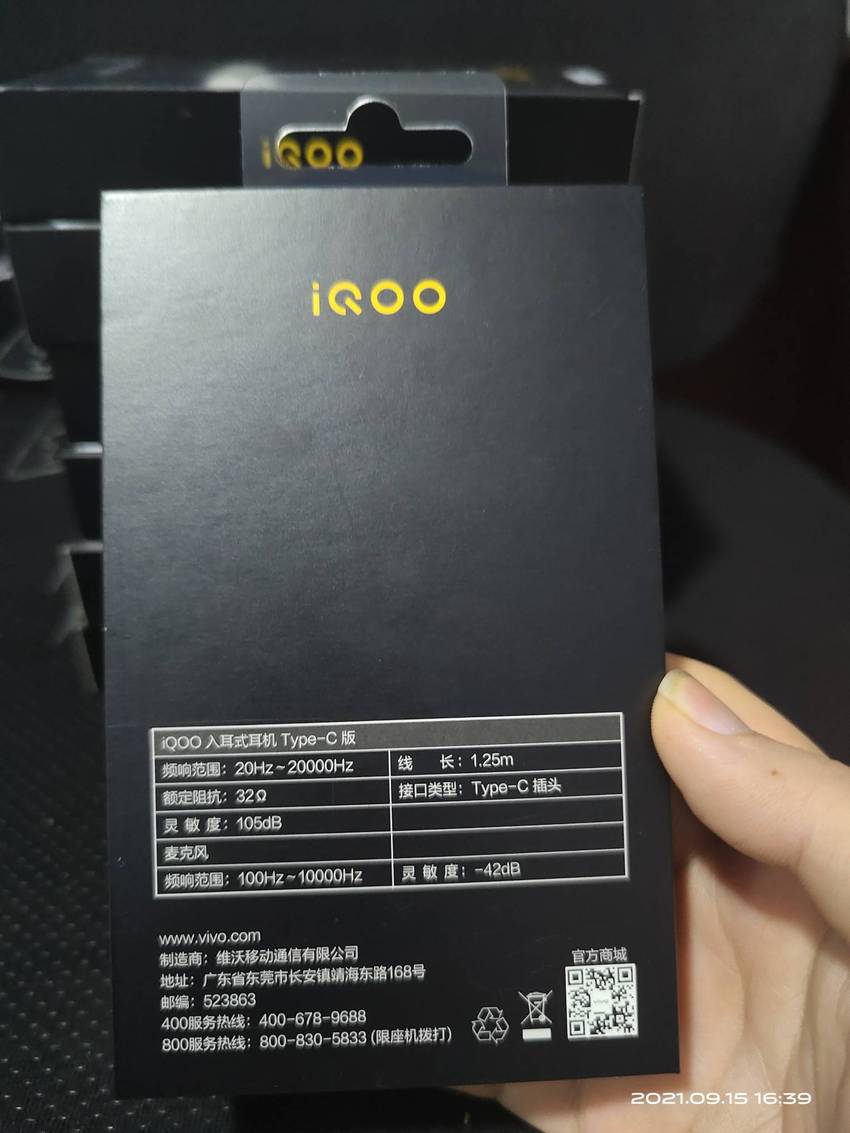 iQOO
iQOO
iQOO 入耳式耳机 Type-C 版
频响范围：20Hz~20000Hz 线 长：1.25m
额定阻抗：32Ω 接口类型：Type-C 插头
灵 敏 度：105dB
麦克风
频响范围：100Hz~10000Hz 灵 敏 度：-42dB
www.vivo.com
制造商：维沃移动通信有限公司
地址：广东省东莞市长安镇靖海东路168号
邮编：523863
400服务热线：400-678-9688
800服务热线：800-830-5833 (限座机拨打)
官方商城
2021.09.15 16:39